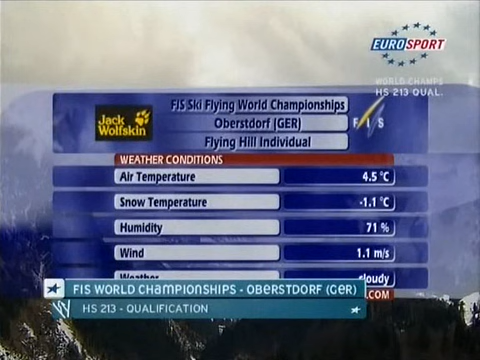 EUROSPORT
WORLD CHAMPS
HS 213 QUAL.
Jack
Wolfskin
FIS Ski Flying World Championships
Oberstdorf (GER)
Flying Hill Individual
F I S
WEATHER CONDITIONS
Air Temperature 4.5 °C
Snow Temperature -1.1 °C
Humidity 71 %
Wind 1.1 m/s
Weather cloudy
.COM
FIS WORLD CHAMPIONSHIPS - OBERSTDORF (GER)
HS 213 - QUALIFICATION